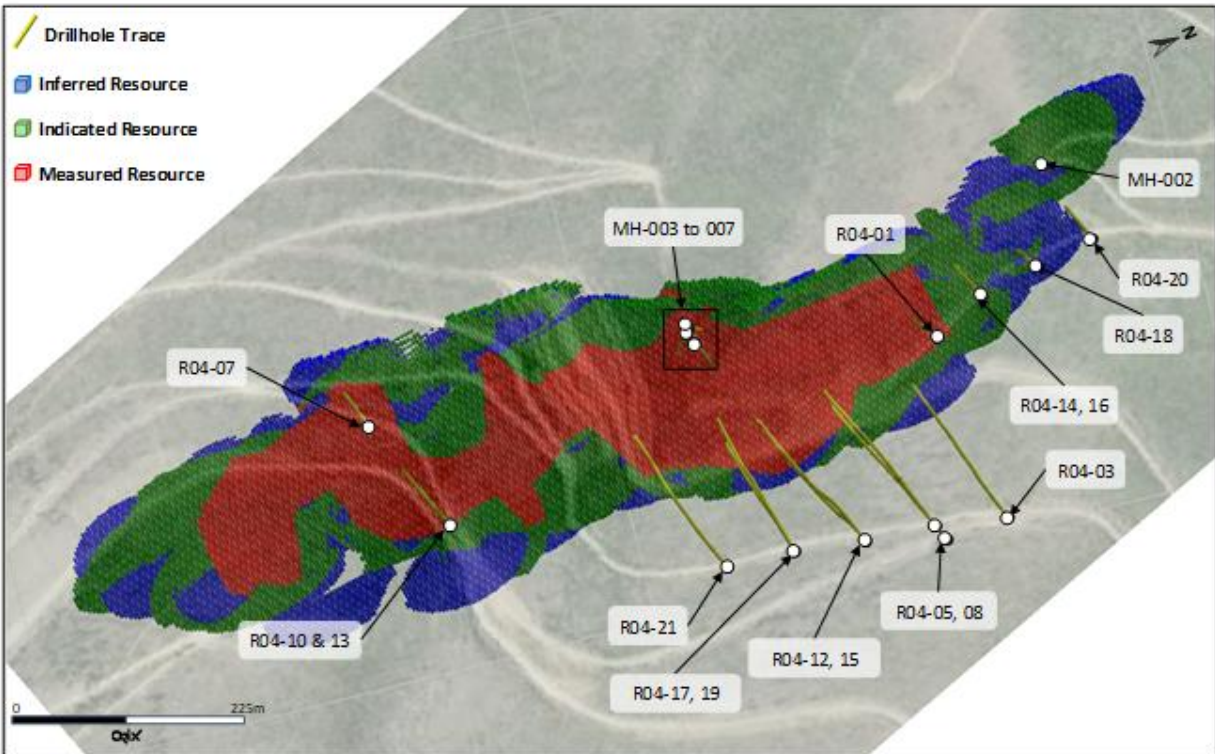 Drillhole Trace
Inferred Resource
Indicated Resource
Measured Resource
N
MH-002
MH-003 to 007
R04-01
R04-20
R04-18
R04-07
R04-14, 16
R04-03
R04-05, 08
R04-21
R04-10 & 13
R04-12, 15
R04-17, 19
0
225m